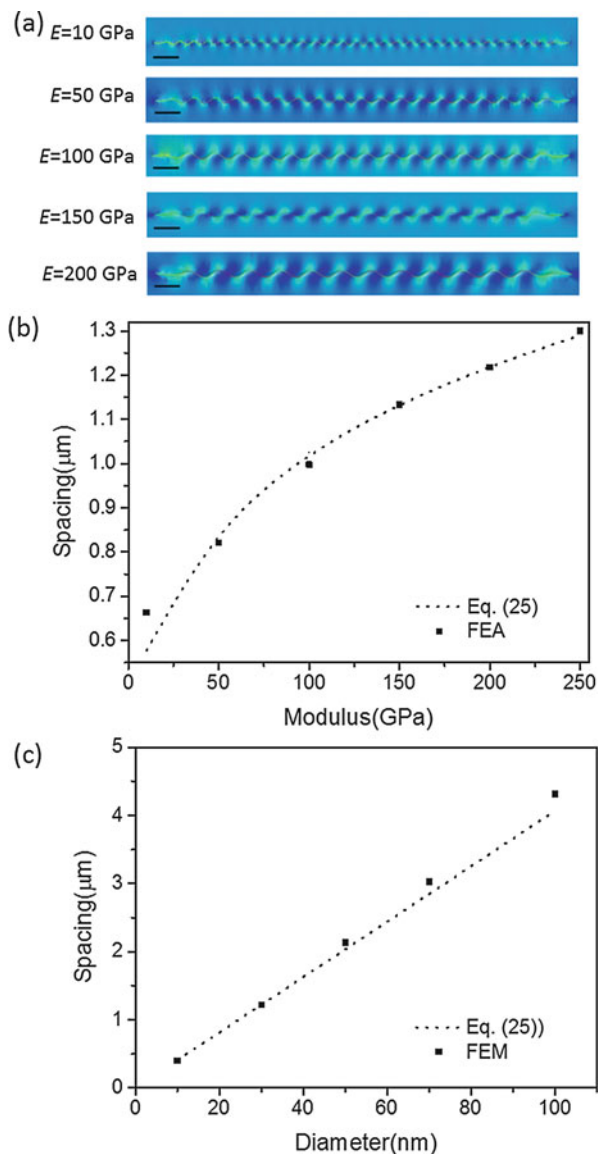 (a)
E=10 GPa
E=50 GPa
E=100 GPa
E=150 GPa
E=200 GPa
(b)
1.3
1.2
1.0
0.9
0.8
0.7
0.6
Spacing(μm)
Eq. (25)
FEA
0 50 100 150 200 250
Modulus(GPa)
(c)
5
4
3
2
1
0
Spacing(μm)
Eq. (25))
FEM
0 20 40 60 80 100
Diameter(nm)